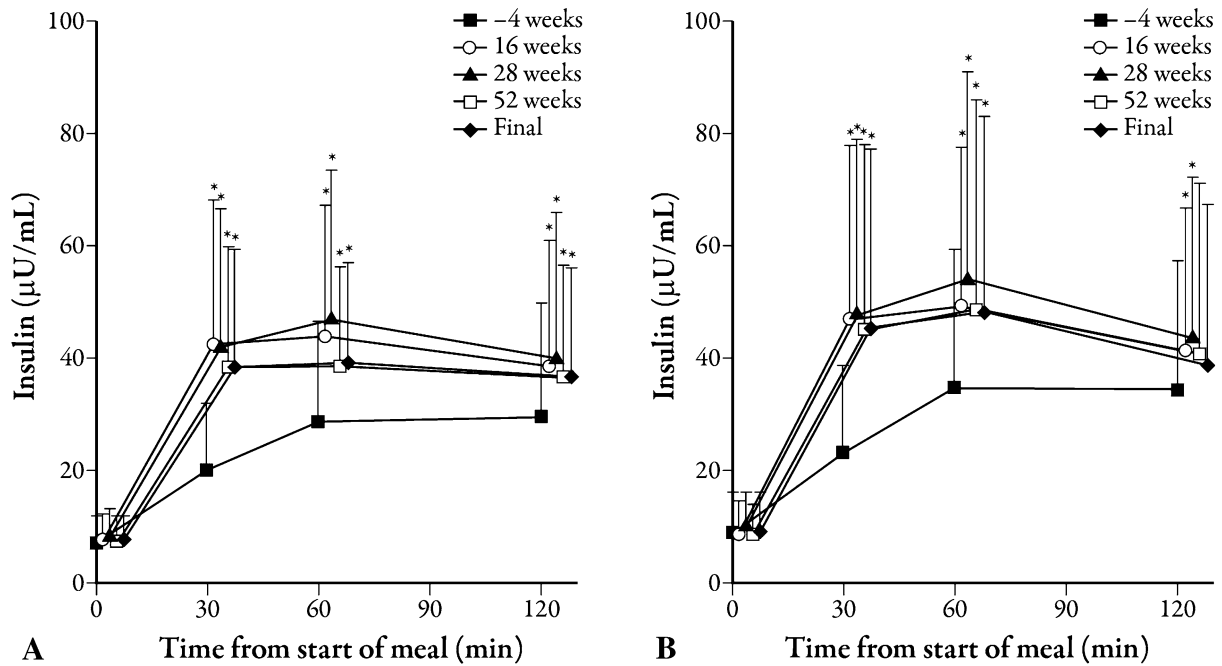 100
80
60
40
20
0
Insulin (μU/mL)
–4 weeks
16 weeks
28 weeks
52 weeks
Final
* * * *
* * * *
* * * *
0 30 60 90 120
Time from start of meal (min)
A
100
80
60
40
20
0
Insulin (μU/mL)
–4 weeks
16 weeks
28 weeks
52 weeks
Final
* * * *
* * * *
* *
0 30 60 90 120
Time from start of meal (min)
B